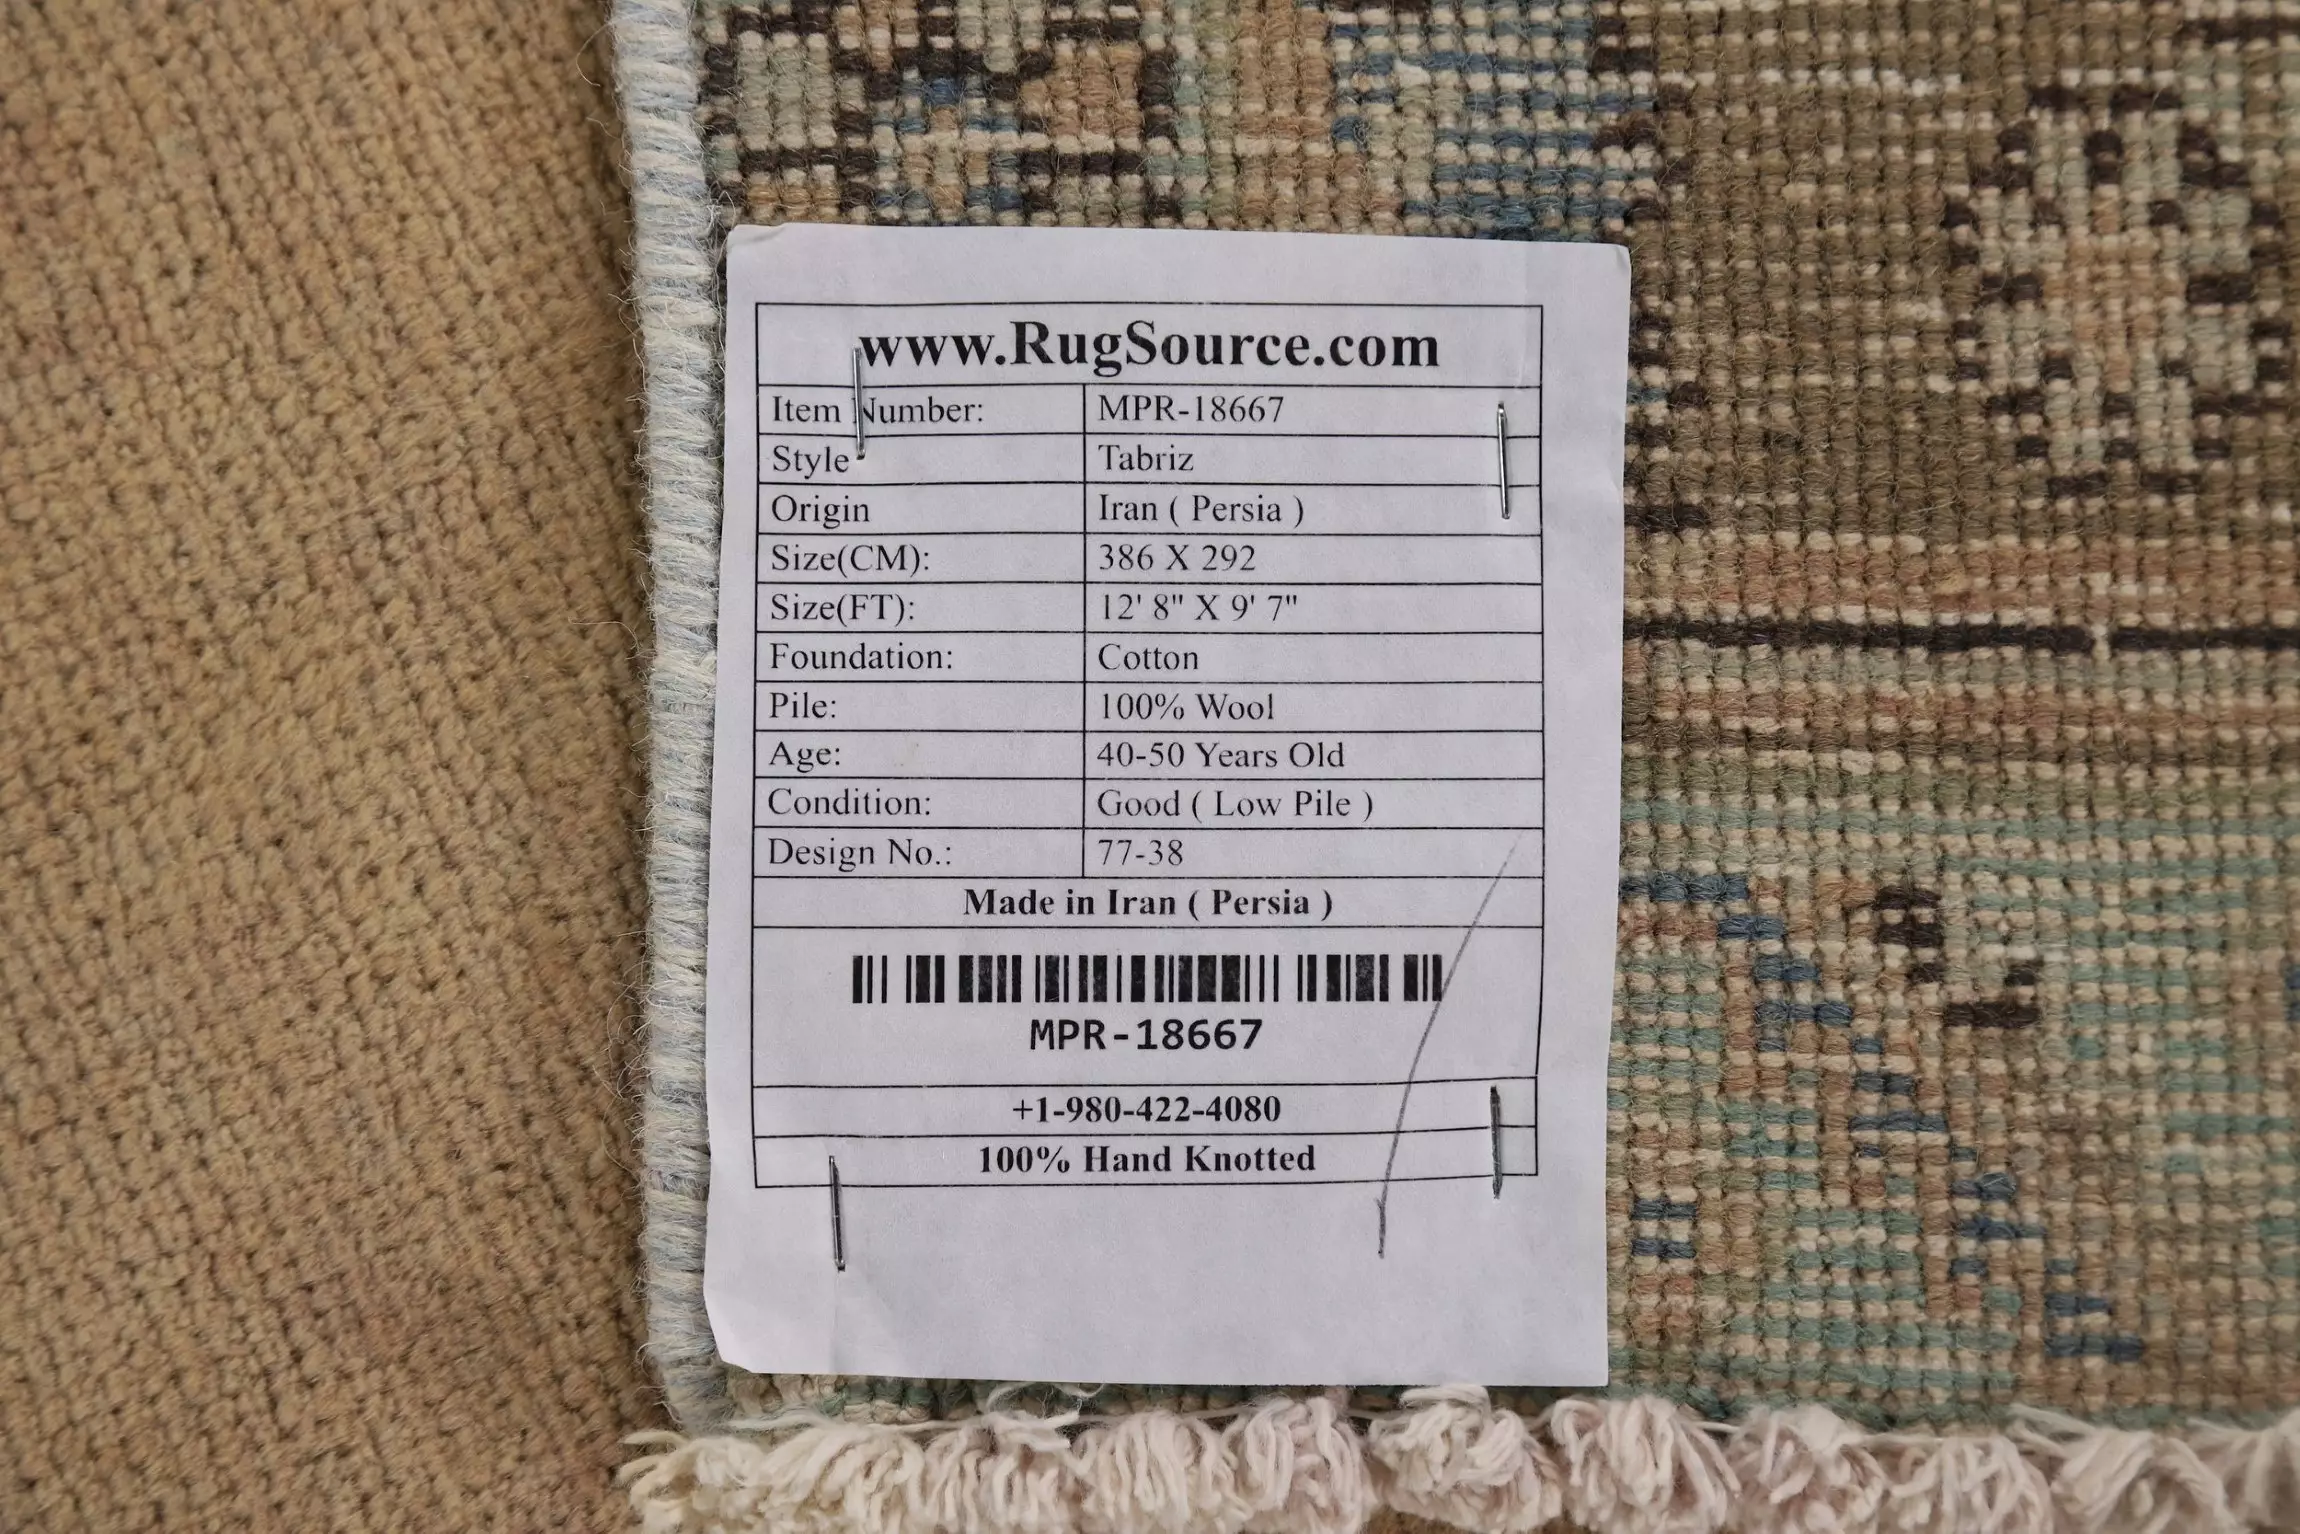 www.RugSource.com
Item Number: MPR-18667
Style Tabriz
Origin Iran ( Persia )
Size(CM): 386 X 292
Size(FT): 12' 8" X 9' 7"
Foundation: Cotton
Pile: 100% Wool
Age: 40-50 Years Old
Condition: Good ( Low Pile )
Design No.: 77-38
Made in Iran ( Persia )
MPR-18667
+1-980-422-4080
100% Hand Knotted